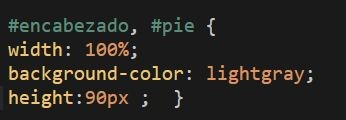 #encabezado, #pie {
width: 100%;
background-color: lightgray;
height:90px ;  }